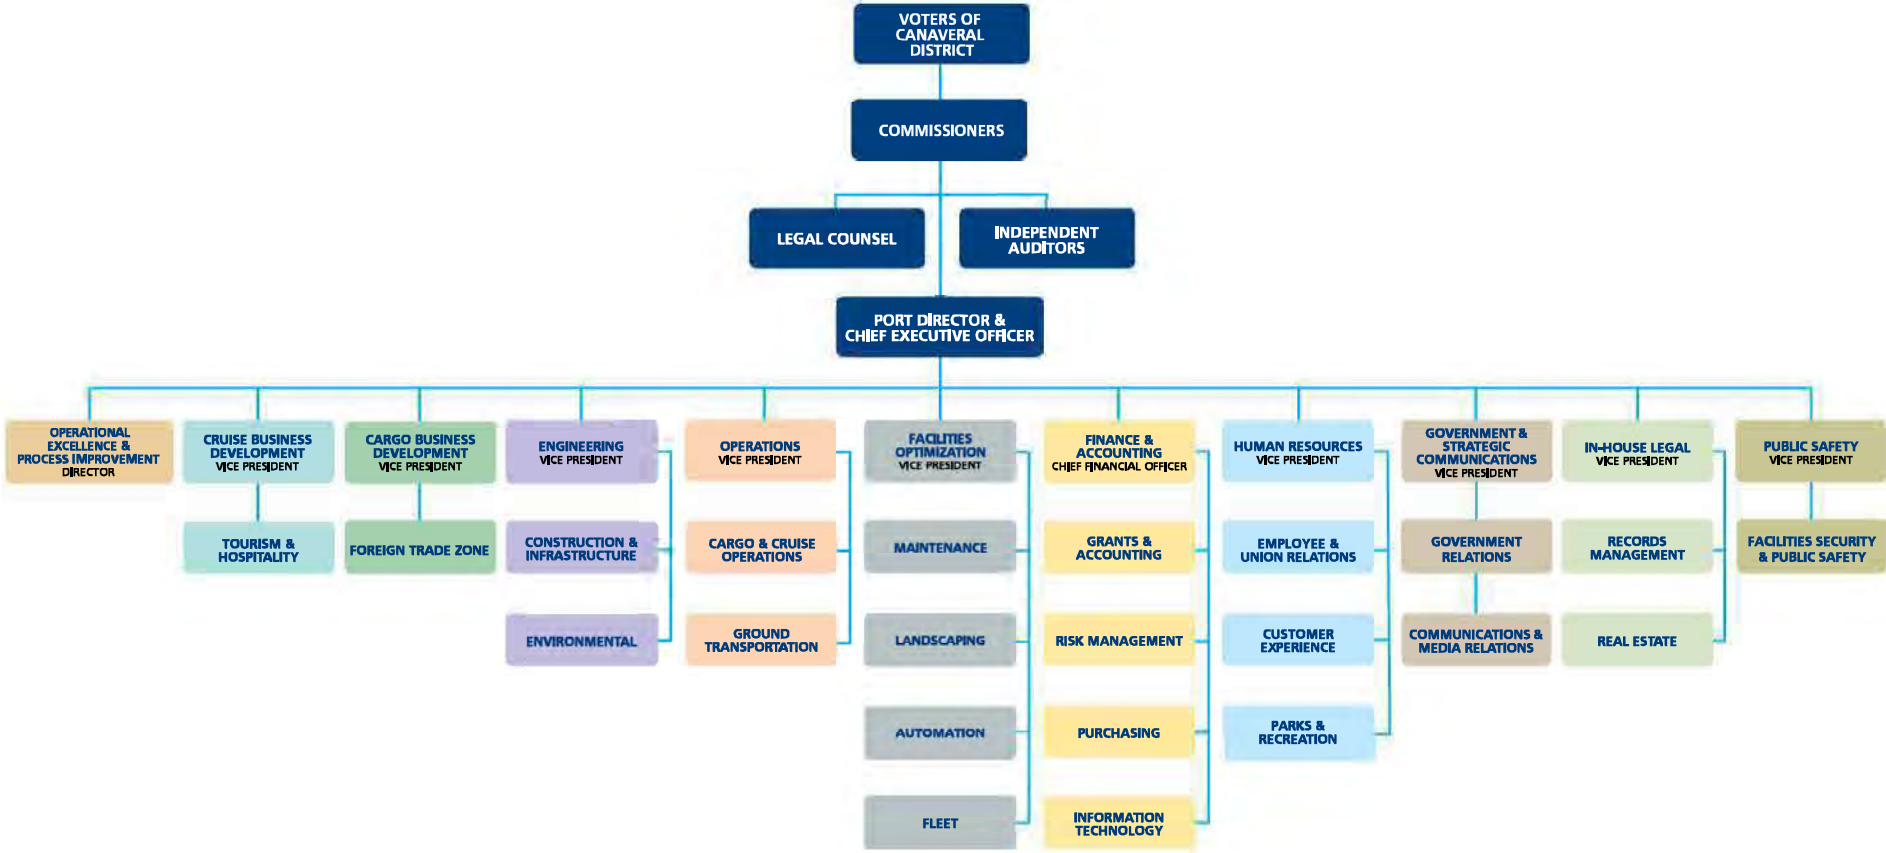 VOTERS OF
CANAVERAL
DISTRICT
COMMISSIONERS
LEGAL COUNSEL
INDEPENDENT
AUDITORS
PORT DIRECTOR &
CHIEF EXECUTIVE OFFICER
OPERATIONAL
EXCELLENCE &
PROCESS IMPROVEMENT
DIRECTOR
CRUISE BUSINESS
DEVELOPMENT
VICE PRESIDENT
CARGO BUSINESS
DEVELOPMENT
VICE PRESIDENT
ENGINEERING
VICE PRESIDENT
OPERATIONS
VICE PRESIDENT
FACILITIES
OPTIMIZATION
VICE PRESIDENT
FINANCE &
ACCOUNTING
CHIEF FINANCIAL OFFICER
HUMAN RESOURCES
VICE PRESIDENT
GOVERNMENT &
STRATEGIC
COMMUNICATIONS
VICE PRESIDENT
IN-HOUSE LEGAL
VICE PRESIDENT
PUBLIC SAFETY
VICE PRESIDENT
TOURISM &
HOSPITALITY
FOREIGN TRADE ZONE
CONSTRUCTION &
INFRASTRUCTURE
CARGO & CRUISE
OPERATIONS
MAINTENANCE
GRANTS &
ACCOUNTING
EMPLOYEE &
UNION RELATIONS
GOVERNMENT
RELATIONS
RECORDS
MANAGEMENT
FACILITIES SECURITY
& PUBLIC SAFETY
ENVIRONMENTAL
GROUND
TRANSPORTATION
LANDSCAPING
RISK MANAGEMENT
CUSTOMER
EXPERIENCE
COMMUNICATIONS &
MEDIA RELATIONS
REAL ESTATE
AUTOMATION
PURCHASING
PARKS &
RECREATION
FLEET
INFORMATION
TECHNOLOGY